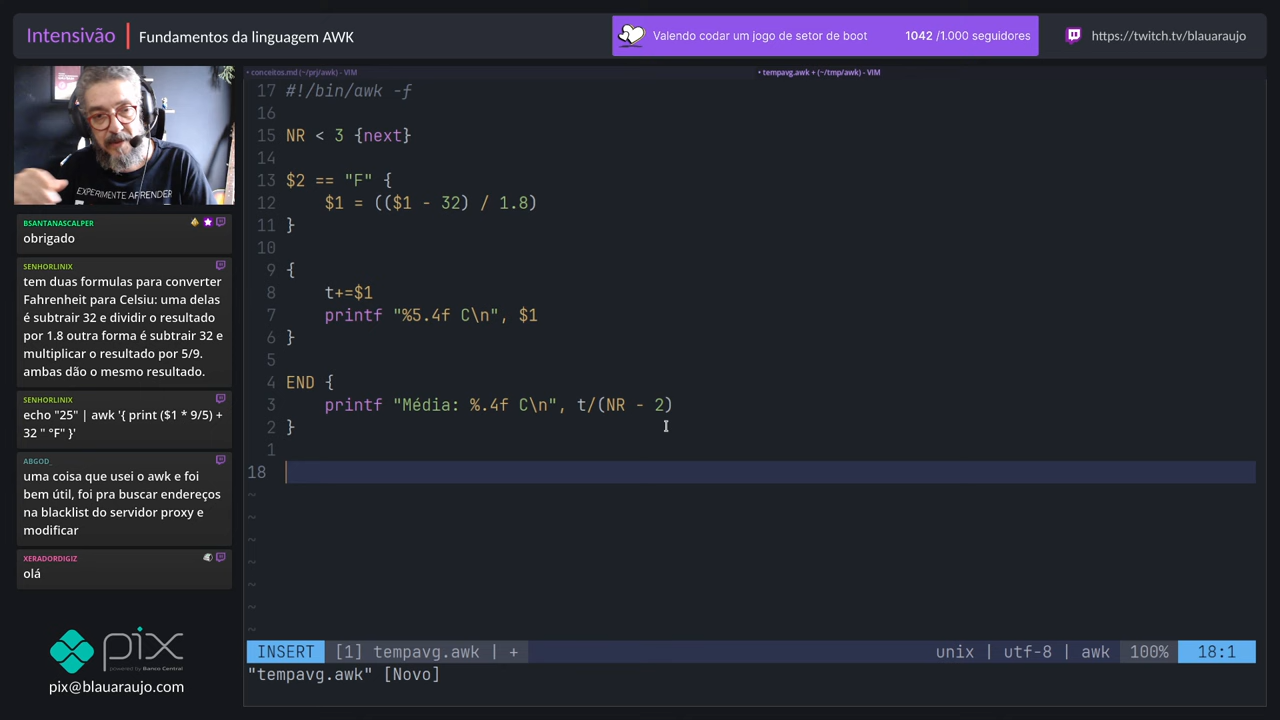 Intensivão | Fundamentos da linguagem AWK
Valendo codar um jogo de setor de boot 1042 /1.000 seguidores
https://twitch.tv/blauaraujo
• conceitos.md (~/prj/awk) - VIM
• tempavg.awk + (~/tmp/awk) - VIM
EXPERIMENTE APRENDER
BSANTANASCALPER
obrigado
SENHORLINIX
tem duas formulas para converter
Fahrenheit para Celsiu: uma delas
é subtrair 32 e dividir o resultado
por 1.8 outra forma é subtrair 32 e
multiplicar o resultado por 5/9.
ambas dão o mesmo resultado.
SENHORLINIX
echo "25" | awk '{ print ($1 * 9/5) +
32 " °F" }'
ABGOD_
uma coisa que usei o awk e foi
bem útil, foi pra buscar endereços
na blacklist do servidor proxy e
modificar
XERADORDIGIZ
olá
pix
powered by Banco Central
pix@blauaraujo.com
17 #!/bin/awk -f
16
15 NR < 3 {next}
14
13 $2 == "F" {
12     $1 = (($1 - 32) / 1.8)
11 }
10
9 {
8     t+=$1
7     printf "%5.4f C\n", $1
6 }
5
4 END {
3     printf "Média: %.4f C\n", t/(NR - 2)
2 }
1
18
~
~
~
~
~
~
~
INSERT [1] tempavg.awk | + unix | utf-8 | awk 100% 18:1
"tempavg.awk" [Novo]